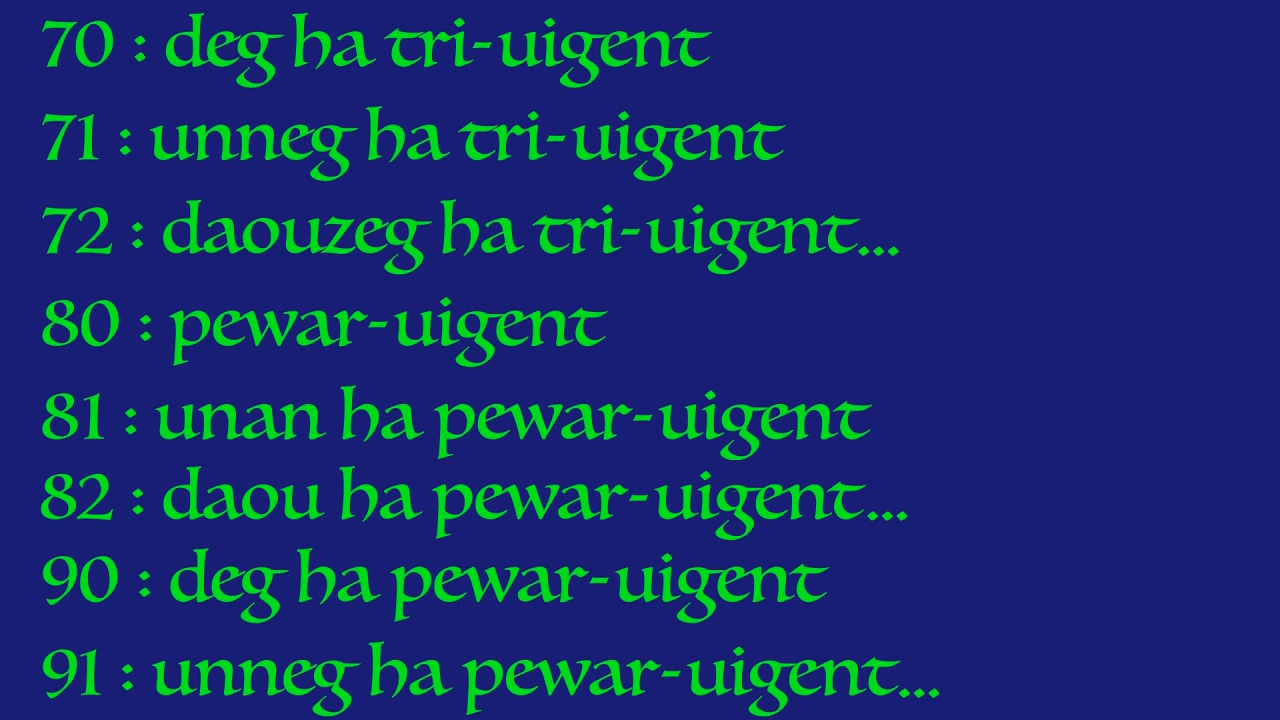 70 : deg ha tri-uigent
71 : unneg ha tri-uigent
72 : daouzeg ha tri-uigent...
80 : pewar-uigent
81 : unan ha pewar-uigent
82 : daou ha pewar-uigent...
90 : deg ha pewar-uigent
91 : unneg ha pewar-uigent...